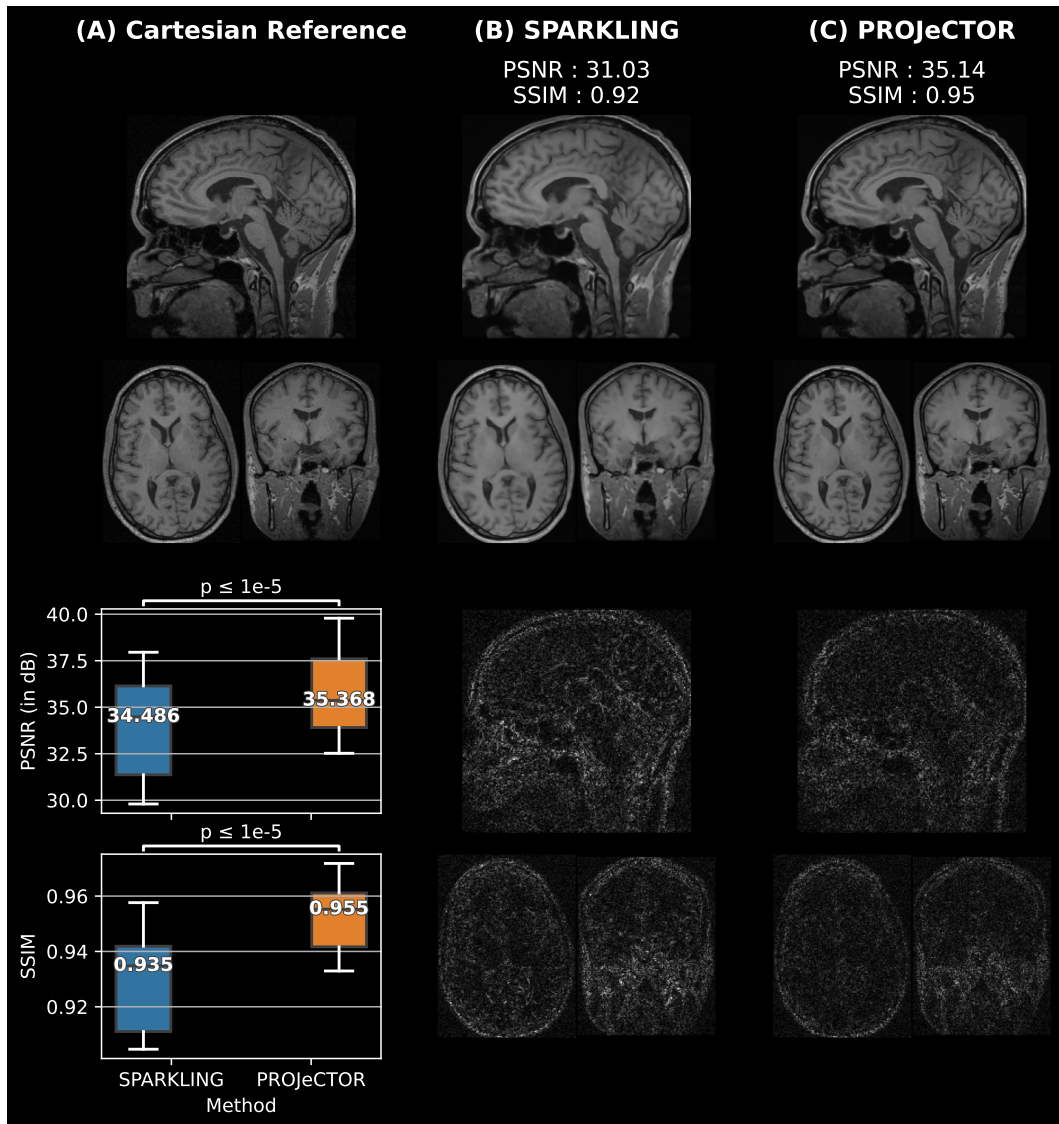 (A) Cartesian Reference
(B) SPARKLING
PSNR : 31.03
SSIM : 0.92
(C) PROJeCTOR
PSNR : 35.14
SSIM : 0.95
p ≤ 1e-5
40.0
37.5
35.0
32.5
30.0
PSNR (in dB)
34.486
35.368
p ≤ 1e-5
0.96
0.94
0.92
SSIM
0.935
0.955
SPARKLING
PROJeCTOR
Method